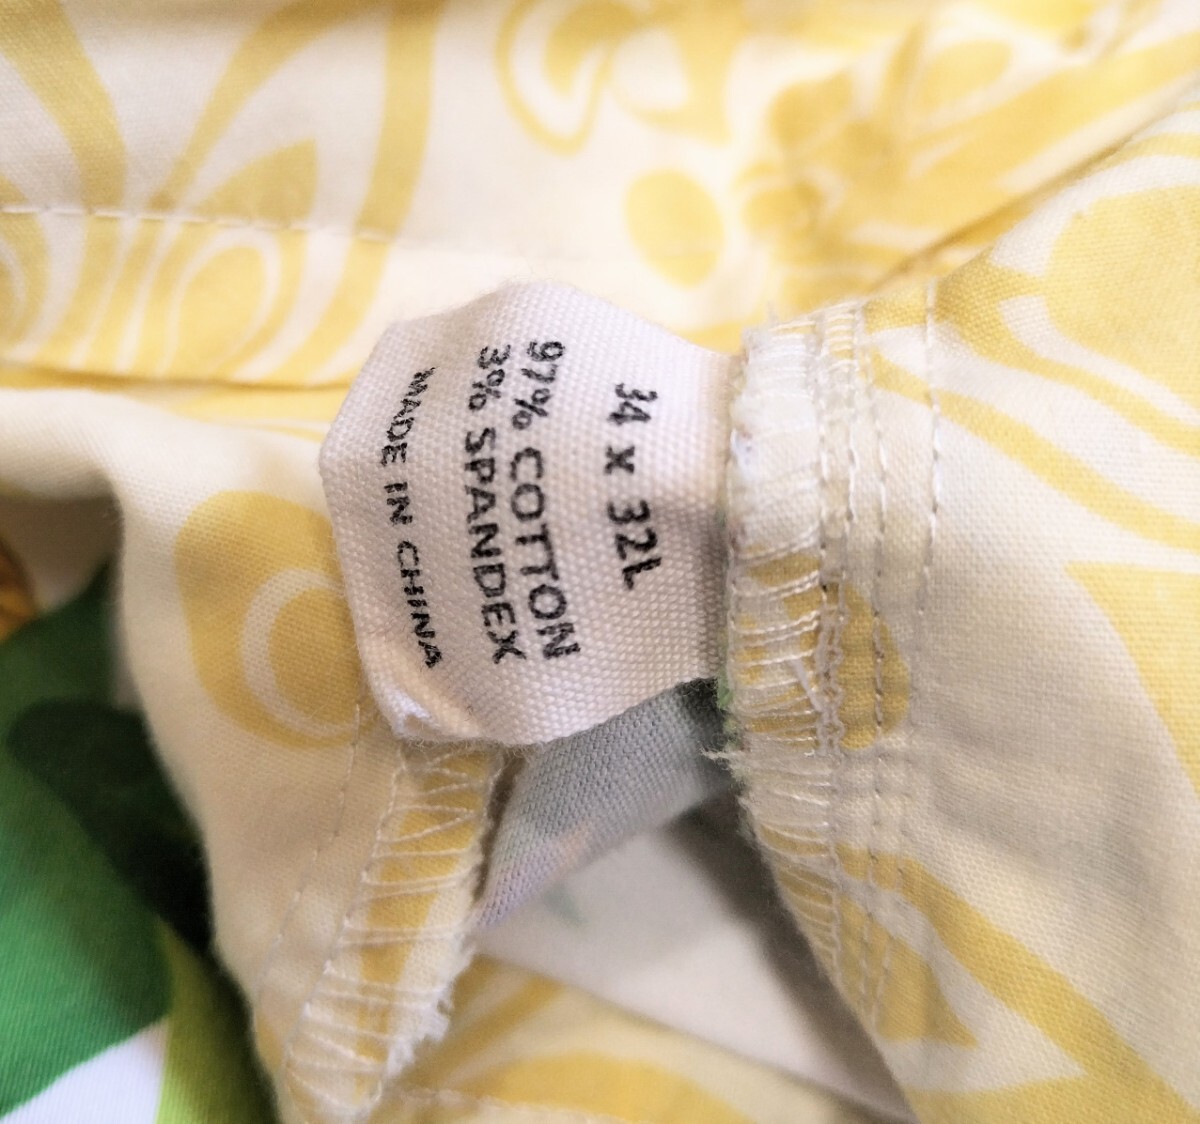 34 x 32L
97% COTTON
3% SPANDEX
MADE IN CHINA